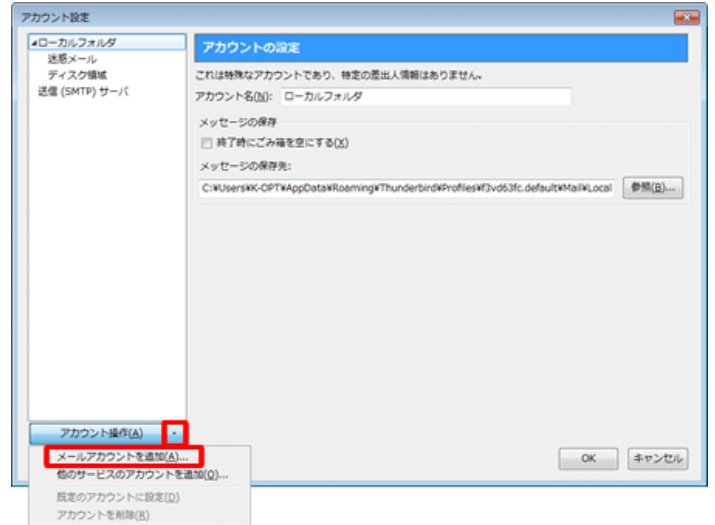 アカウント設定
ローカルフォルダ
迷惑メール
ディスク領域
送信 (SMTP) サーバ
アカウントの設定
これは特殊なアカウントであり、特定の差出人情報はありません。
アカウント名(N): ローカルフォルダ
メッセージの保存
終了時にごみ箱を空にする(X)
メッセージの保存先:
C:¥Users¥K-OPT¥AppData¥Roaming¥Thunderbird¥Profiles¥f3vd63fc.default¥Mail¥Local
参照(B)...
アカウント操作(A)
メールアカウントを追加(A)...
他のサービスのアカウントを追加(O)...
既定のアカウントに設定(D)
アカウントを削除(R)
OK
キャンセル